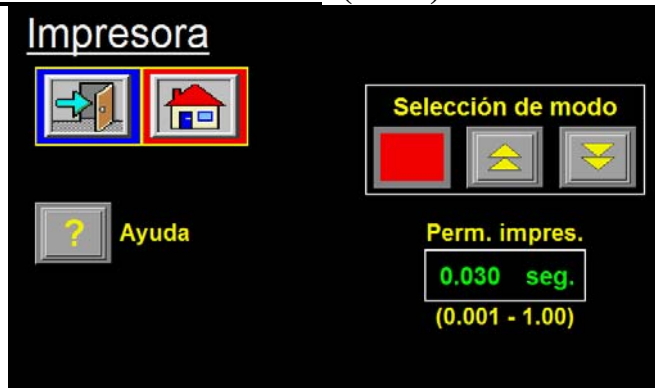 Impresora
Selección de modo
? Ayuda
Perm. impres.
0.030 seg.
(0.001 - 1.00)